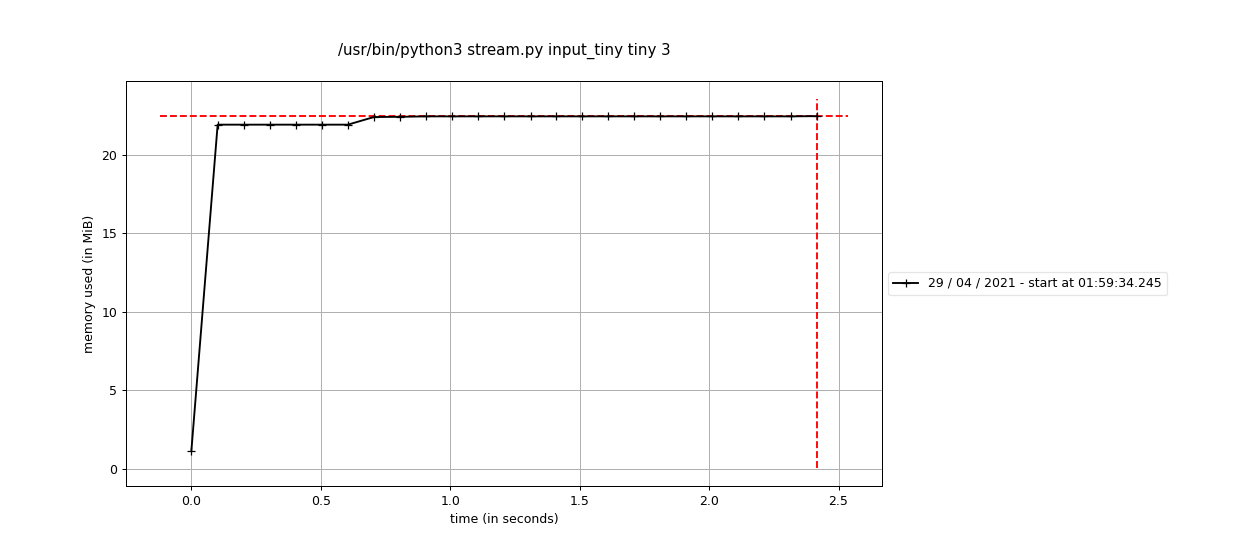 /usr/bin/python3 stream.py input_tiny tiny 3
memory used (in MiB)
20
15
10
5
0
0.0 0.5 1.0 1.5 2.0 2.5
time (in seconds)
29 / 04 / 2021 - start at 01:59:34.245